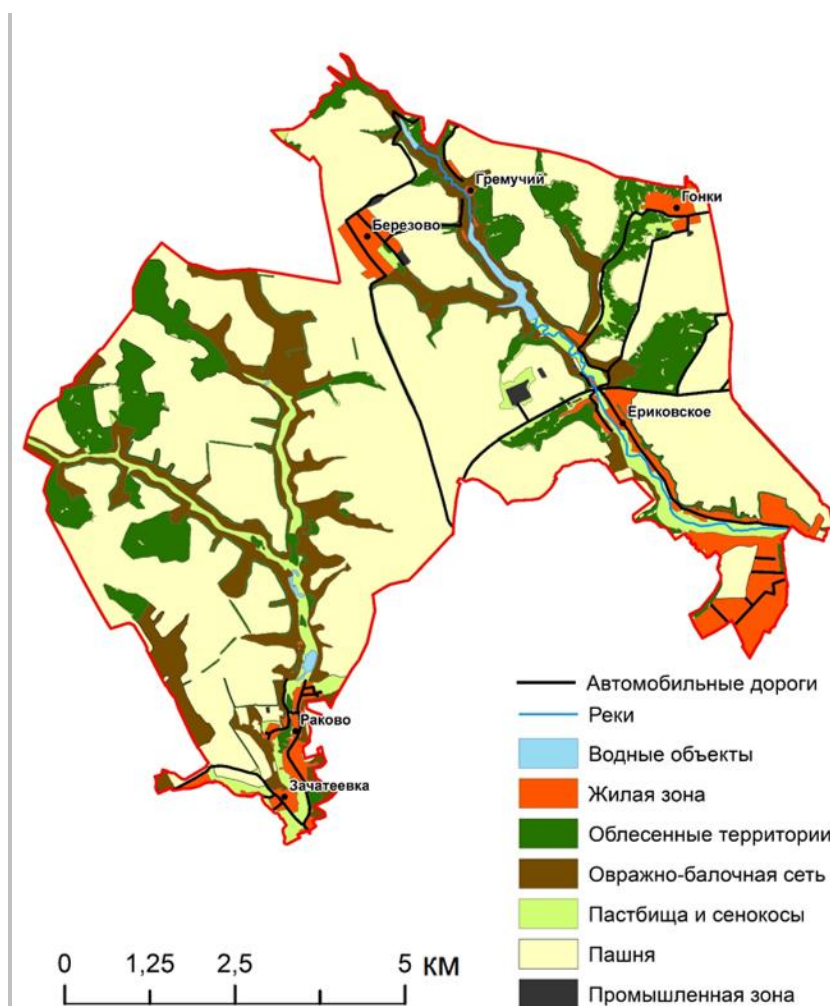 Гремучий
Гонки
Березово
Ериковское
Раково
Зачатеевка
Автомобильные дороги
Реки
Водные объекты
Жилая зона
Облесенные территории
Овражно-балочная сеть
Пастбища и сенокосы
Пашня
Промышленная зона
0 1,25 2,5 5 КМ